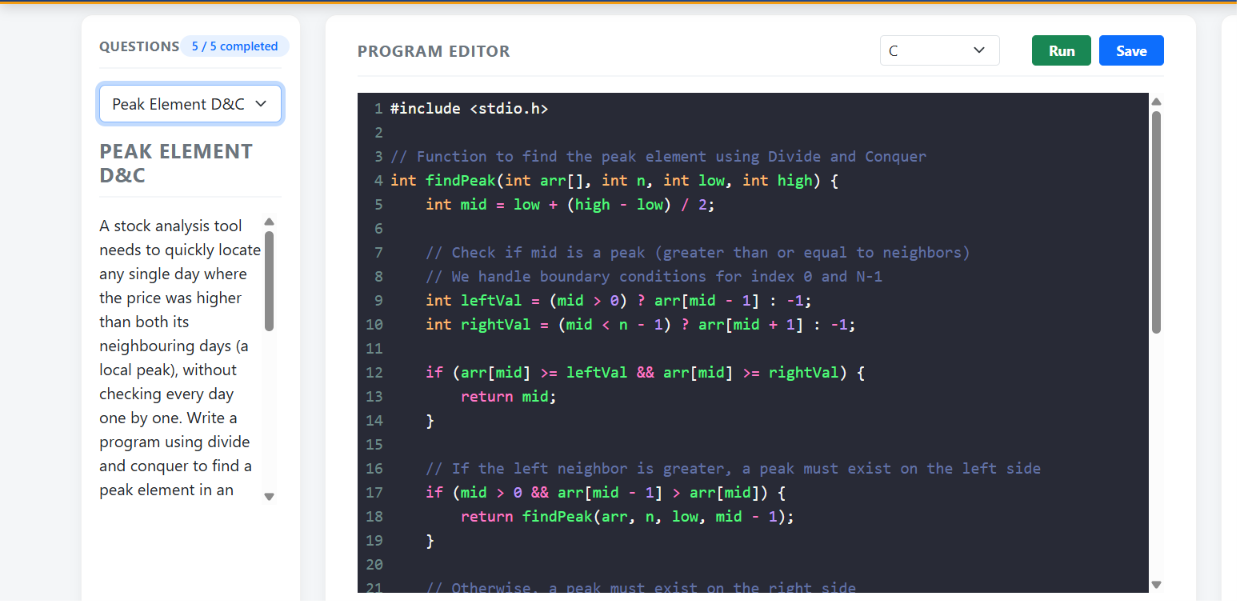 QUESTIONS 5 / 5 completed
Peak Element D&C
PEAK ELEMENT
D&C
A stock analysis tool
needs to quickly locate
any single day where
the price was higher
than both its
neighbouring days (a
local peak), without
checking every day
one by one. Write a
program using divide
and conquer to find a
peak element in an
PROGRAM EDITOR
C
Run
Save
1 #include <stdio.h>
2
3 // Function to find the peak element using Divide and Conquer
4 int findPeak(int arr[], int n, int low, int high) {
5     int mid = low + (high - low) / 2;
6
7     // Check if mid is a peak (greater than or equal to neighbors)
8     // We handle boundary conditions for index 0 and N-1
9     int leftVal = (mid > 0) ? arr[mid - 1] : -1;
10     int rightVal = (mid < n - 1) ? arr[mid + 1] : -1;
11
12     if (arr[mid] >= leftVal && arr[mid] >= rightVal) {
13         return mid;
14     }
15
16     // If the left neighbor is greater, a peak must exist on the left side
17     if (mid > 0 && arr[mid - 1] > arr[mid]) {
18         return findPeak(arr, n, low, mid - 1);
19     }
20
21     // Otherwise, a peak must exist on the right side